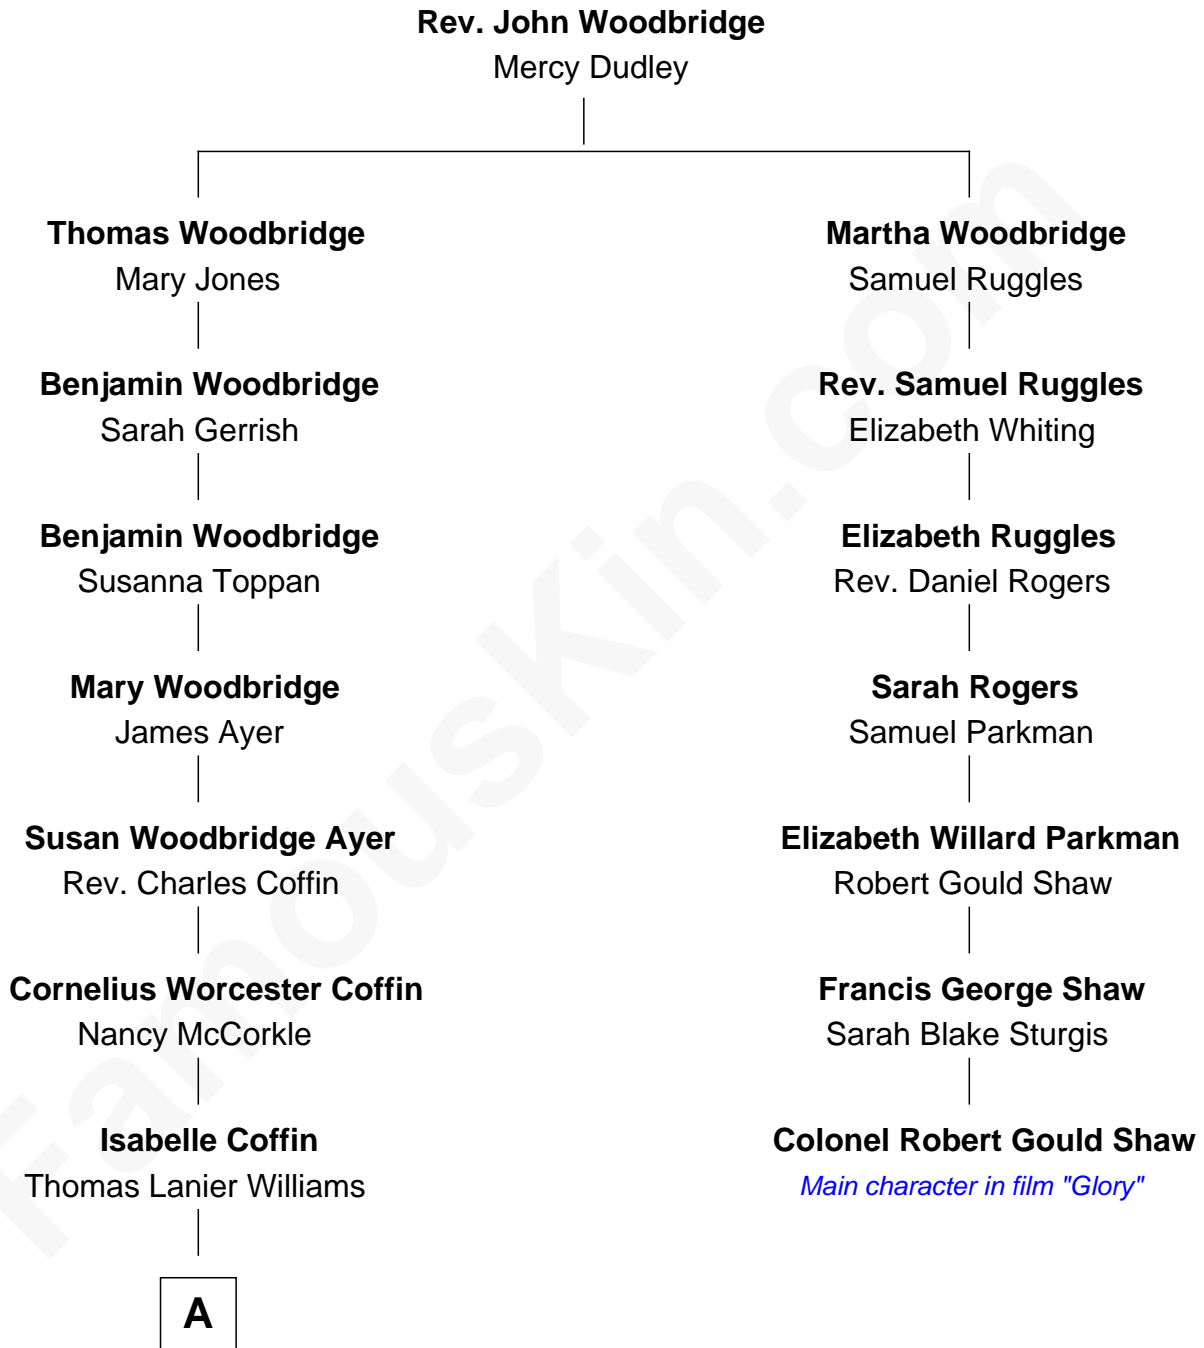 Rev. John Woodbridge
Mercy Dudley
Thomas Woodbridge
Mary Jones
Martha Woodbridge
Samuel Ruggles
Benjamin Woodbridge
Sarah Gerrish
Rev. Samuel Ruggles
Elizabeth Whiting
Benjamin Woodbridge
Susanna Toppan
Elizabeth Ruggles
Rev. Daniel Rogers
Mary Woodbridge
James Ayer
Sarah Rogers
Samuel Parkman
Susan Woodbridge Ayer
Rev. Charles Coffin
Elizabeth Willard Parkman
Robert Gould Shaw
Cornelius Worcester Coffin
Nancy McCorkle
Francis George Shaw
Sarah Blake Sturgis
Isabelle Coffin
Thomas Lanier Williams
Colonel Robert Gould Shaw
Main character in film "Glory"
A
FamousKin.com